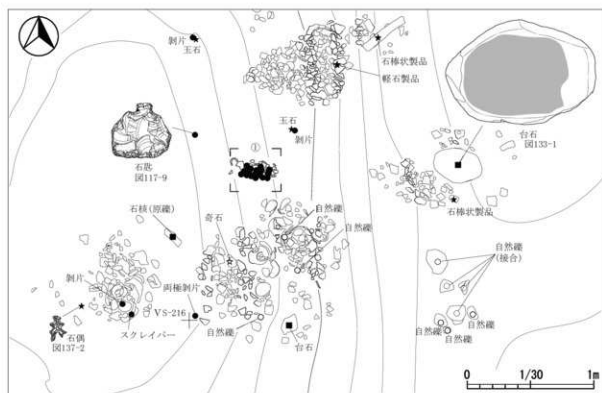 剥片
玉石
石棒状製品
軽石製品
玉石
剥片
①
石匙
図117-9
台石
図133-1
石棒状製品
石核(原礫)
奇石
自然礫
自然礫
自然礫
(接合)
剥片
両極剥片
VS-216
石偶
図137-2
スクレイパー
自然礫
台石
自然礫
自然礫
自然礫
0 1/30 1m